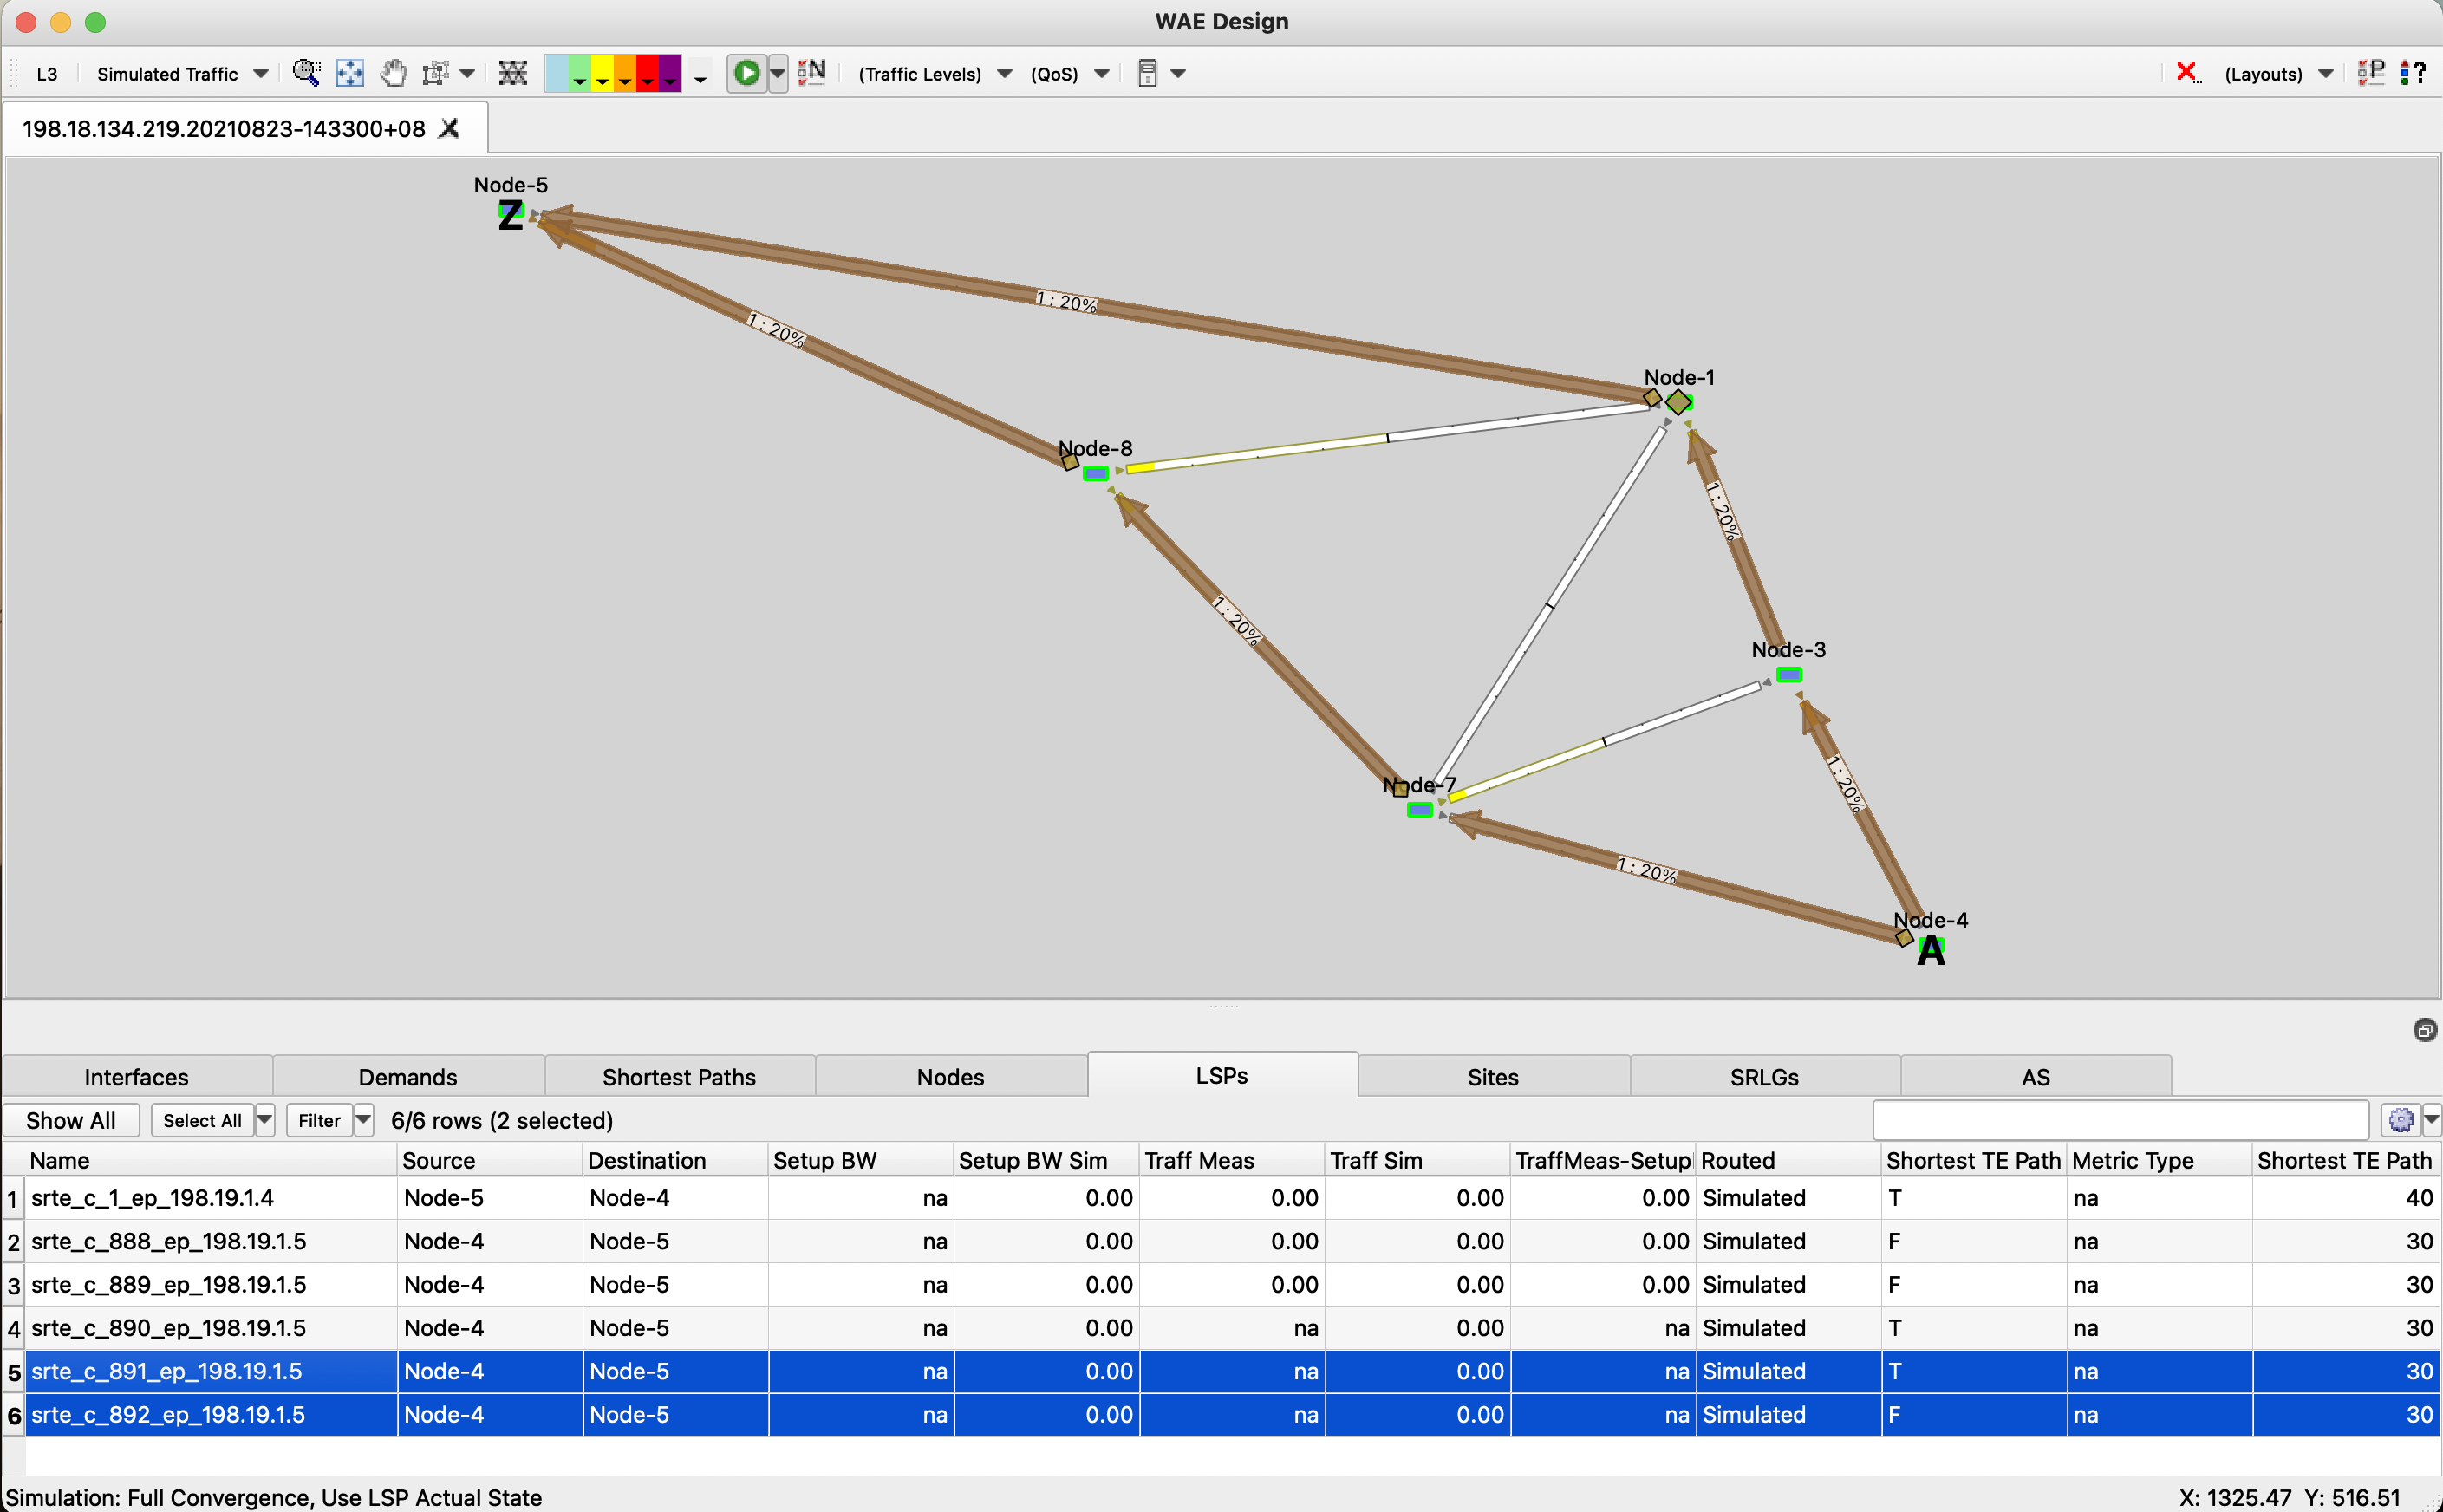 WAE Design
L3 Simulated Traffic (Traffic Levels) (QoS) (Layouts)
198.18.134.219.20210823-143300+08
Node-5
Z
1 : 20%
1 : 20%
Node-1
Node-8
1 : 20%
1 : 20%
Node-3
1 : 20%
Node-7
1 : 20%
Node-4
A
Interfaces Demands Shortest Paths Nodes LSPs Sites SRLGs AS
Show All Select All Filter 6/6 rows (2 selected)
Name Source Destination Setup BW Setup BW Sim Traff Meas Traff Sim TraffMeas-Setup Routed Shortest TE Path Metric Type Shortest TE Path
1 srte_c_1_ep_198.19.1.4 Node-5 Node-4 na 0.00 0.00 0.00 0.00 Simulated T na 40
2 srte_c_888_ep_198.19.1.5 Node-4 Node-5 na 0.00 0.00 0.00 0.00 Simulated F na 30
3 srte_c_889_ep_198.19.1.5 Node-4 Node-5 na 0.00 0.00 0.00 0.00 Simulated F na 30
4 srte_c_890_ep_198.19.1.5 Node-4 Node-5 na 0.00 na 0.00 na Simulated T na 30
5 srte_c_891_ep_198.19.1.5 Node-4 Node-5 na 0.00 na 0.00 na Simulated T na 30
6 srte_c_892_ep_198.19.1.5 Node-4 Node-5 na 0.00 na 0.00 na Simulated F na 30
Simulation: Full Convergence, Use LSP Actual State X: 1325.47 Y: 516.51